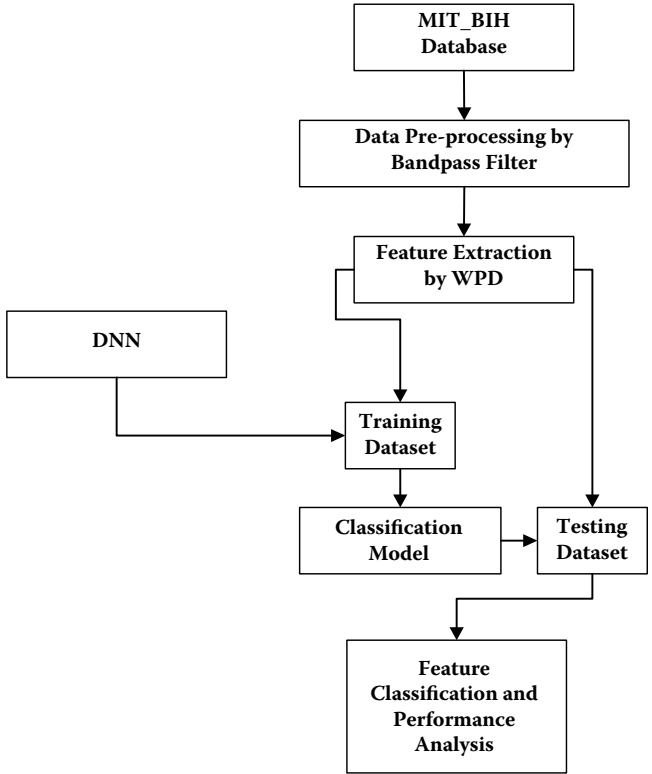 MIT_BIH
Database
Data Pre-processing by
Bandpass Filter
Feature Extraction
by WPD
DNN
Training
Dataset
Classification
Model
Testing
Dataset
Feature
Classification and
Performance
Analysis